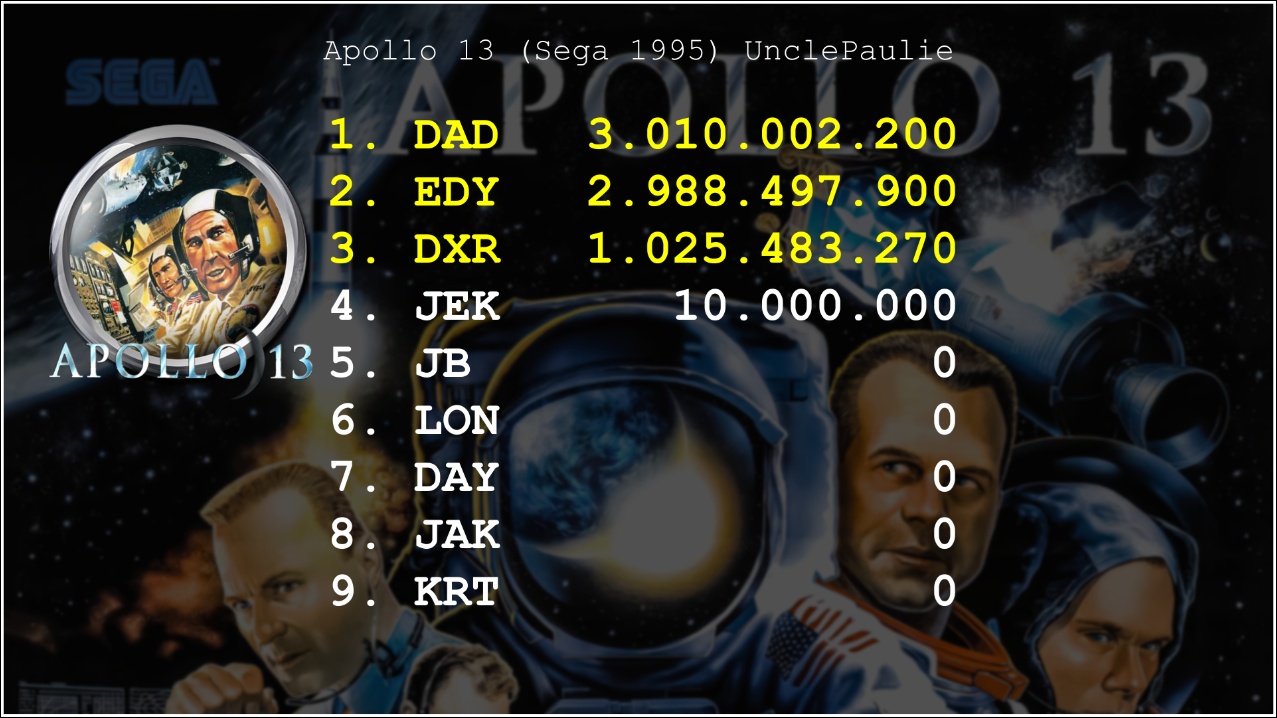 Apollo 13 (Sega 1995) UnclePaulie
SEGA™
APOLLO 13
1. DAD 3.010.002.200
2. EDY 2.988.497.900
3. DXR 1.025.483.270
4. JEK 10.000.000
APOLLO 13
5. JB 0
6. LON 0
7. DAY 0
8. JAK 0
9. KRT 0